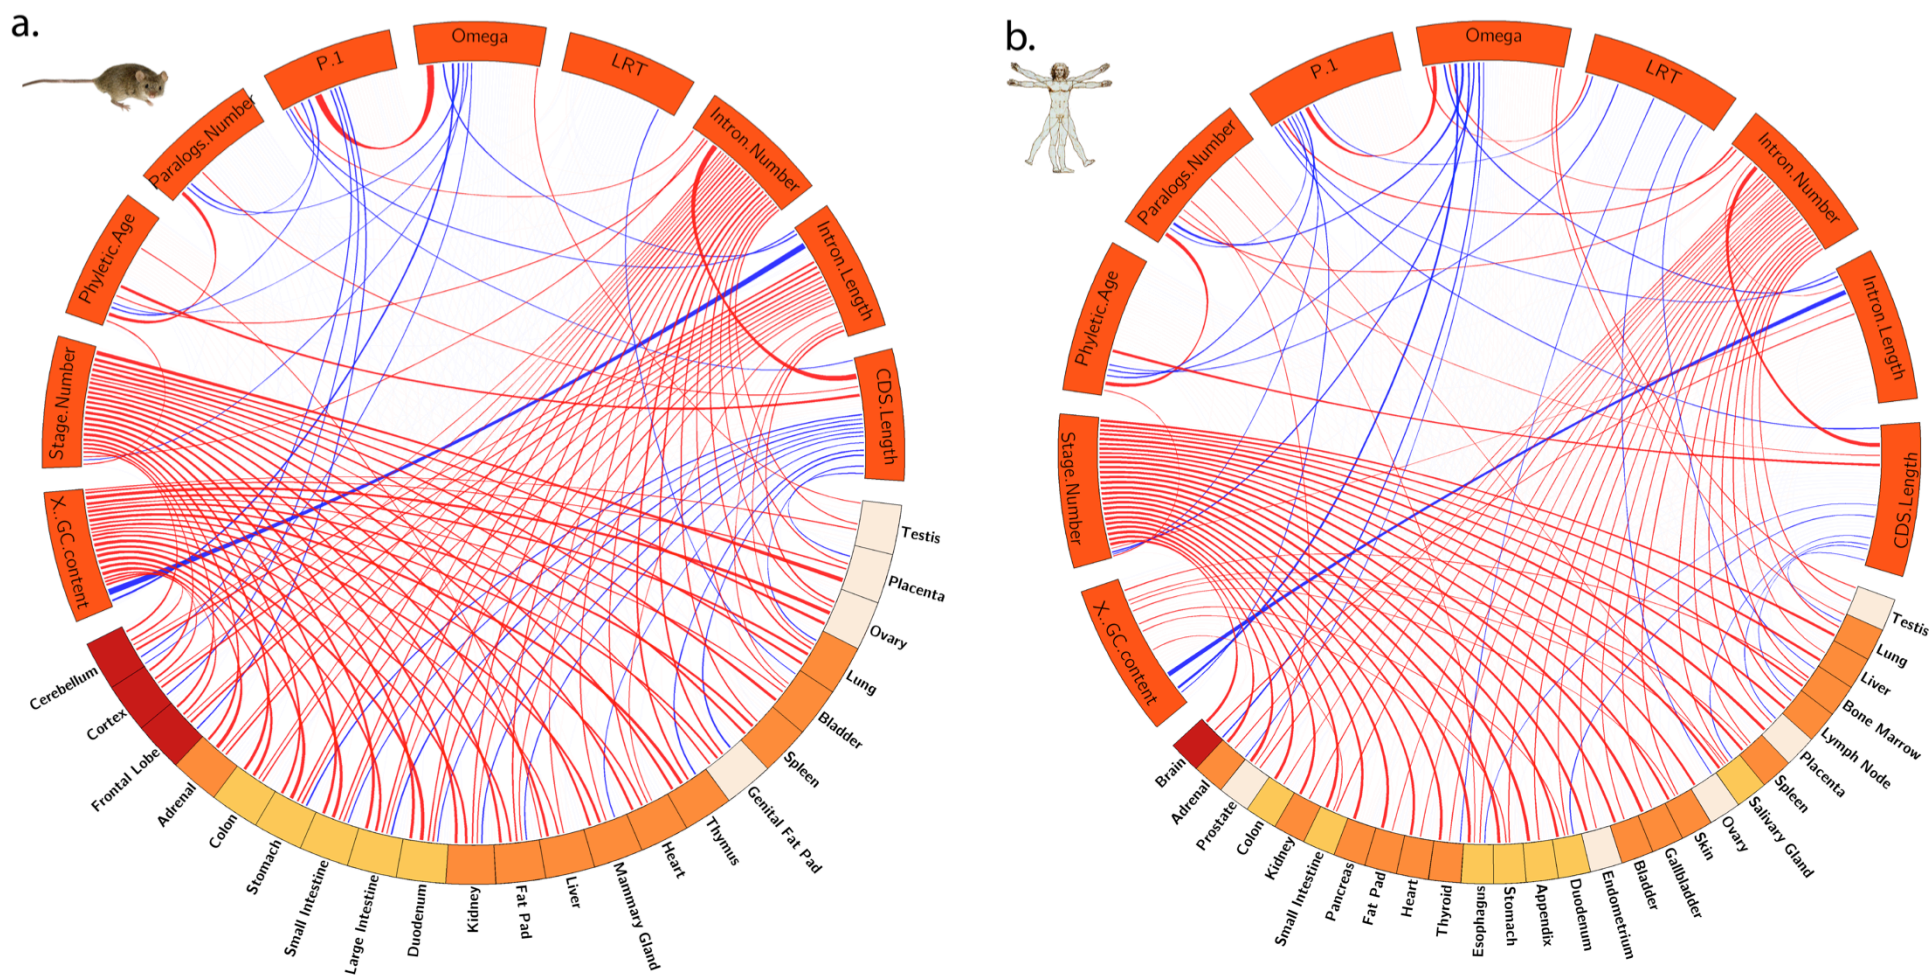 a.
Omega
LRT
P.1
Intron.Number
Paralogs.Number
Intron.Length
Phyletic.Age
CDS.Length
Stage.Number
X..GC.content
Testis
Placenta
Ovary
Lung
Bladder
Spleen
Genital Fat Pad
Thymus
Heart
Mammary Gland
Liver
Fat Pad
Kidney
Duodenum
Large Intestine
Small Intestine
Stomach
Colon
Adrenal
Frontal Lobe
Cortex
Cerebellum
b.
Omega
LRT
P.1
Intron.Number
Paralogs.Number
Intron.Length
Phyletic.Age
CDS.Length
Stage.Number
X..GC.content
Testis
Lung
Liver
Bone Marrow
Lymph Node
Placenta
Spleen
Salivary Gland
Ovary
Skin
Gallbladder
Bladder
Endometrium
Duodenum
Appendix
Stomach
Esophagus
Thyroid
Heart
Fat Pad
Pancreas
Small Intestine
Kidney
Colon
Prostate
Adrenal
Brain